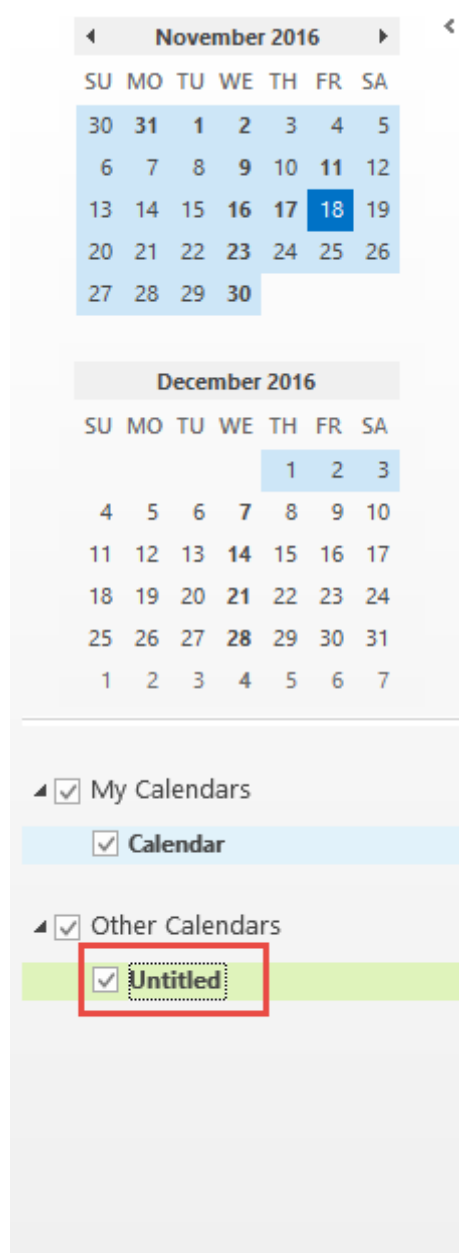 November 2016
SU MO TU WE TH FR SA
30 31 1 2 3 4 5
6 7 8 9 10 11 12
13 14 15 16 17 18 19
20 21 22 23 24 25 26
27 28 29 30
December 2016
SU MO TU WE TH FR SA
1 2 3
4 5 6 7 8 9 10
11 12 13 14 15 16 17
18 19 20 21 22 23 24
25 26 27 28 29 30 31
1 2 3 4 5 6 7
My Calendars
Calendar
Other Calendars
Untitled